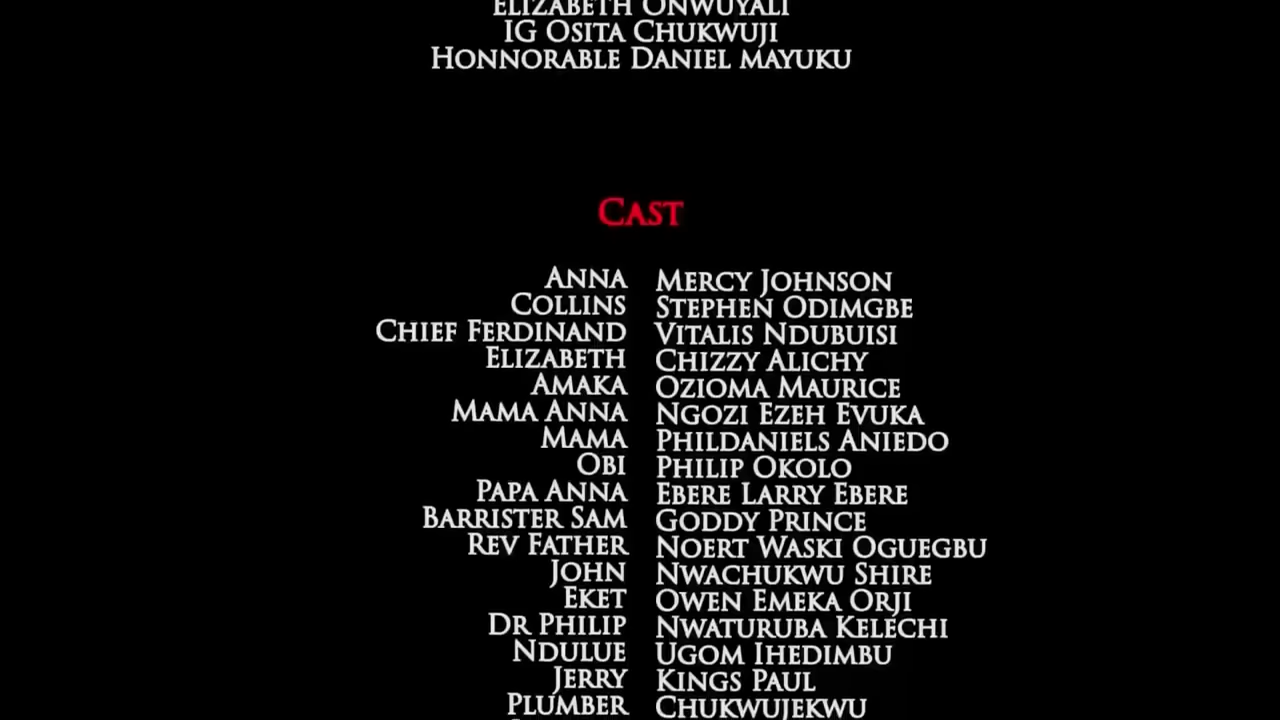 ELIZABETH ONWUYALI
IG OSITA CHUKWUJI
HONNORABLE DANIEL MAYUKU
CAST
ANNA MERCY JOHNSON
COLLINS STEPHEN ODIMGBE
CHIEF FERDINAND VITALIS NDUBUISI
ELIZABETH CHIZZY ALICHY
AMAKA OZIOMA MAURICE
MAMA ANNA NGOZI EZEH EVUKA
MAMA PHILDANIELS ANIEDO
OBI PHILIP OKOLO
PAPA ANNA EBERE LARRY EBERE
BARRISTER SAM GODDY PRINCE
REV FATHER NOERT WASKI OGUEGBU
JOHN NWACHUKWU SHIRE
EKET OWEN EMEKA ORJI
DR PHILIP NWATURUBA KELECHI
NDULUE UGOM IHEDIMBU
JERRY KINGS PAUL
PLUMBER CHUKWUJEKWU